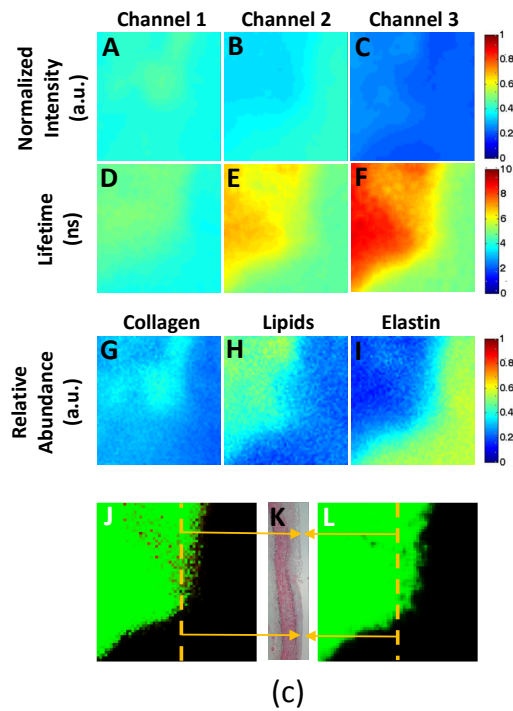 Channel 1 Channel 2 Channel 3
Normalized
Intensity
(a.u.)
A B C
1
0.8
0.6
0.4
0.2
0
Lifetime
(ns)
D E F
10
8
6
4
2
0
Collagen Lipids Elastin
Relative
Abundance
(a.u.)
G H I
1
0.8
0.6
0.4
0.2
0
J K L
(c)